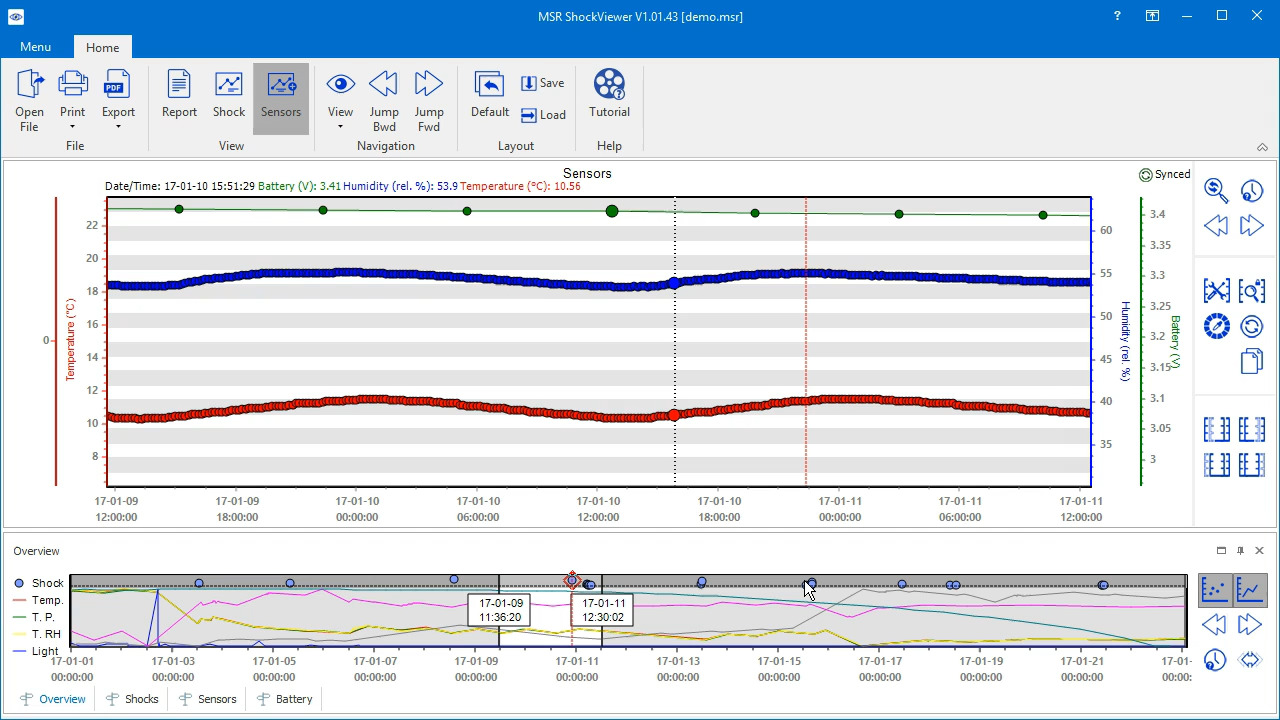 MSR ShockViewer V1.01.43 [demo.msr]
?
Menu
Home
Open File
Print
PDF
Export
Report
Shock
Sensors
View
Jump Bwd
Jump Fwd
Default
Save
Load
Tutorial
File
View
Navigation
Layout
Help
Sensors
Synced
Date/Time: 17-01-10 15:51:29 Battery (V): 3.41 Humidity (rel. %): 53.9 Temperature (°C): 10.56
0
Temperature (°C)
22
20
18
16
14
12
10
8
60
55
50
45
40
35
Humidity (rel. %)
3.4
3.35
3.3
3.25
3.2
3.15
3.1
3.05
3
Battery (V)
17-01-09 12:00:00
17-01-09 18:00:00
17-01-10 00:00:00
17-01-10 06:00:00
17-01-10 12:00:00
17-01-10 18:00:00
17-01-11 00:00:00
17-01-11 06:00:00
17-01-11 12:00:00
Overview
Shock
Temp.
T. P.
T. RH
Light
17-01-09 11:36:20
17-01-11 12:30:02
17-01-01 00:00:00
17-01-03 00:00:00
17-01-05 00:00:00
17-01-07 00:00:00
17-01-09 00:00:00
17-01-11 00:00:00
17-01-13 00:00:00
17-01-15 00:00:00
17-01-17 00:00:00
17-01-19 00:00:00
17-01-21 00:00:00
17-01- 00:00:
Overview
Shocks
Sensors
Battery